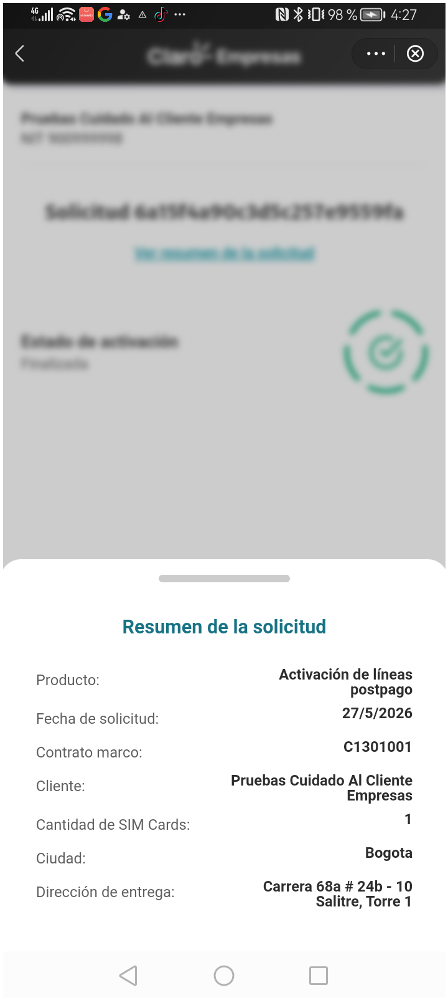 4G 98 % 4:27
Claro Empresas
Pruebas Cuidado Al Cliente Empresas
NIT 900999998
Solicitud 6a15f4a90c3d5c257e9559fa
Ver resumen de la solicitud
Estado de activación
Finalizada
Resumen de la solicitud
Producto: Activación de líneas
postpago
Fecha de solicitud: 27/5/2026
Contrato marco: C1301001
Cliente: Pruebas Cuidado Al Cliente
Empresas
Cantidad de SIM Cards: 1
Ciudad: Bogota
Dirección de entrega: Carrera 68a # 24b - 10
Salitre, Torre 1